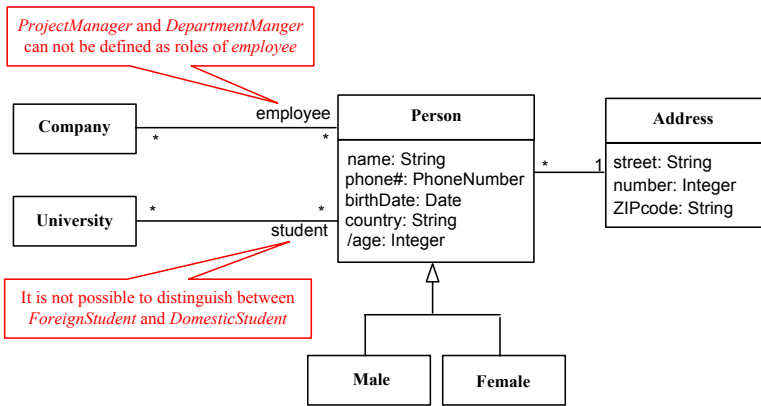 ProjectManager and DepartmentManger
can not be defined as roles of employee
Company
employee
*
*
Person
name: String
phone#: PhoneNumber
birthDate: Date
country: String
/age: Integer
*
1
Address
street: String
number: Integer
ZIPcode: String
University
*
*
student
It is not possible to distinguish between
ForeignStudent and DomesticStudent
Male
Female